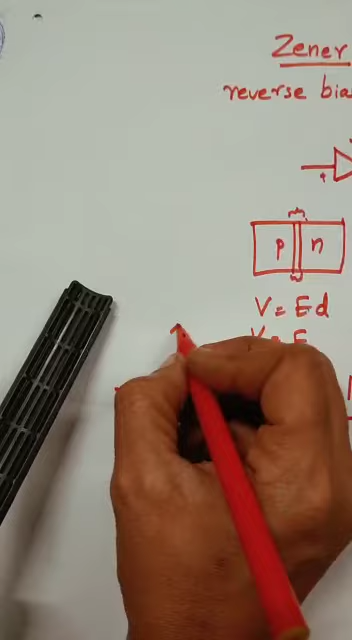 Zener
reverse bia
+
p n
V = Ed